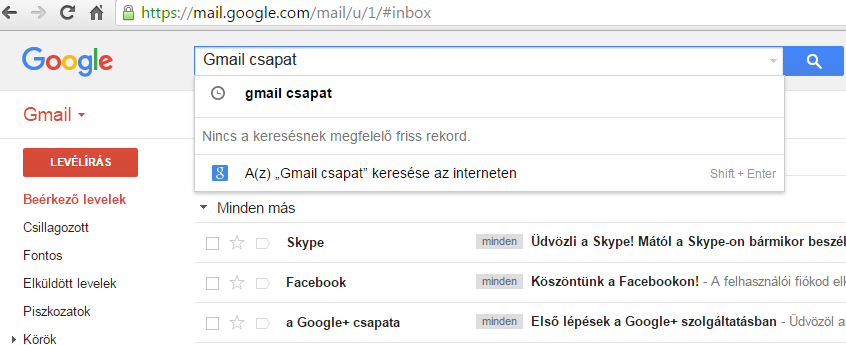 https://mail.google.com/mail/u/1/#inbox
Google
Gmail csapat
gmail csapat
Gmail
Nincs a keresésnek megfelelő friss rekord.
LEVÉLÍRÁS
A(z) „Gmail csapat” keresése az interneten
Shift + Enter
Beérkező levelek
Minden más
Csillagozott
Skype
minden
Üdvözli a Skype! Mától a Skype-on bármikor beszél
Fontos
Elküldött levelek
Facebook
minden
Köszöntünk a Facebookon! - A felhasználói fiókod elk
Piszkozatok
a Google+ csapata
minden
Első lépések a Google+ szolgáltatásban - Üdvözöl a
Körök